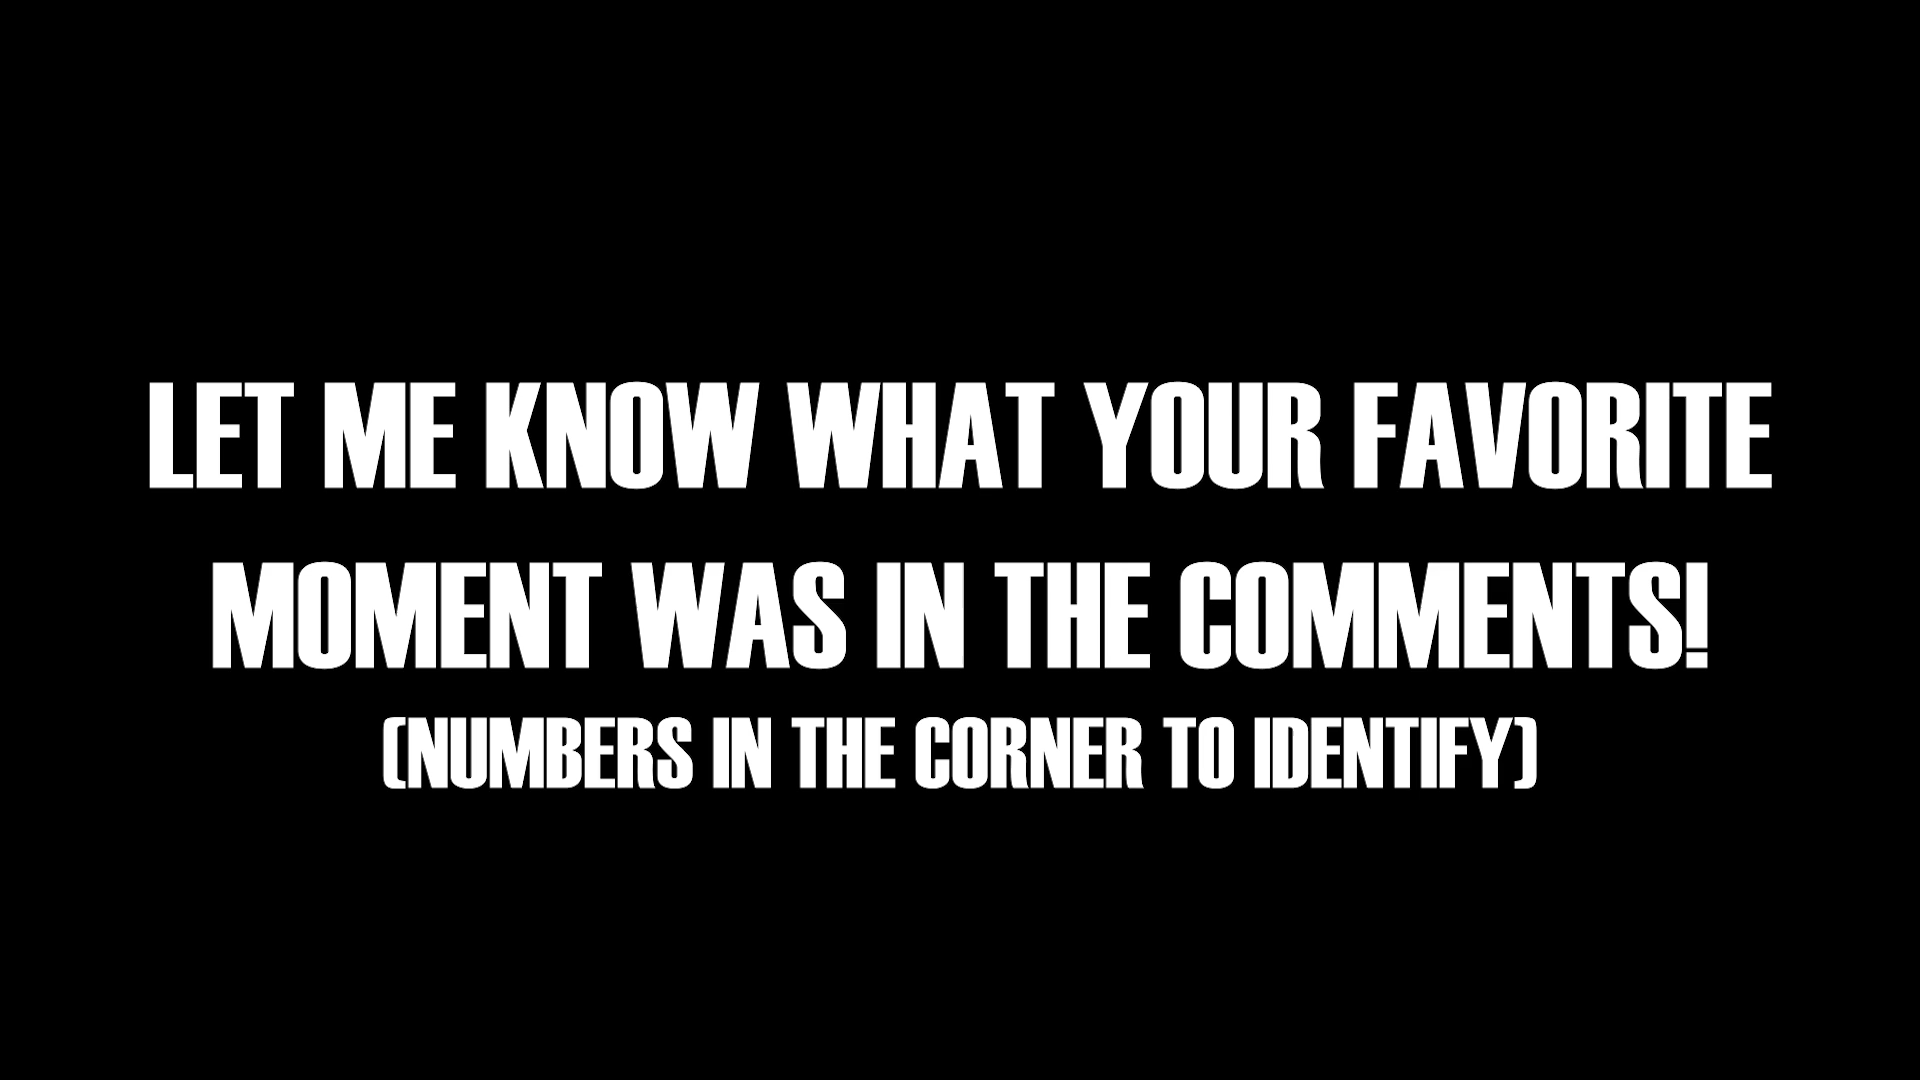 LET ME KNOW WHAT YOUR FAVORITE
MOMENT WAS IN THE COMMENTS!
(NUMBERS IN THE CORNER TO IDENTIFY)